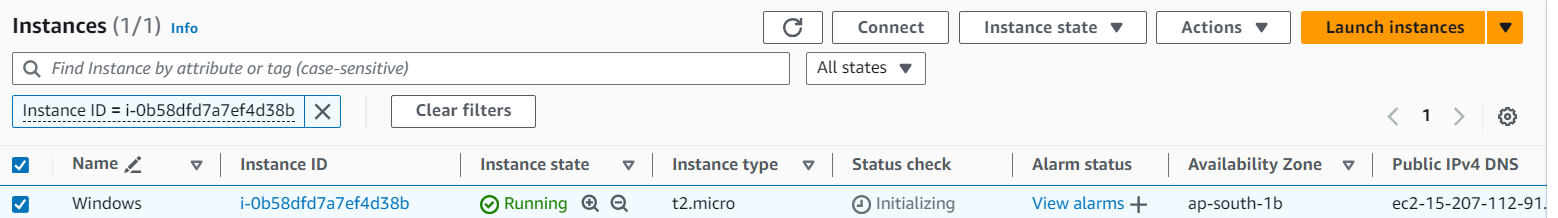 Instances (1/1) Info Connect Instance state Actions Launch instances
Find Instance by attribute or tag (case-sensitive) All states
Instance ID = i-0b58dfd7a7ef4d38b Clear filters 1
Name Instance ID Instance state Instance type Status check Alarm status Availability Zone Public IPv4 DNS
Windows i-0b58dfd7a7ef4d38b Running t2.micro Initializing View alarms ap-south-1b ec2-15-207-112-91.